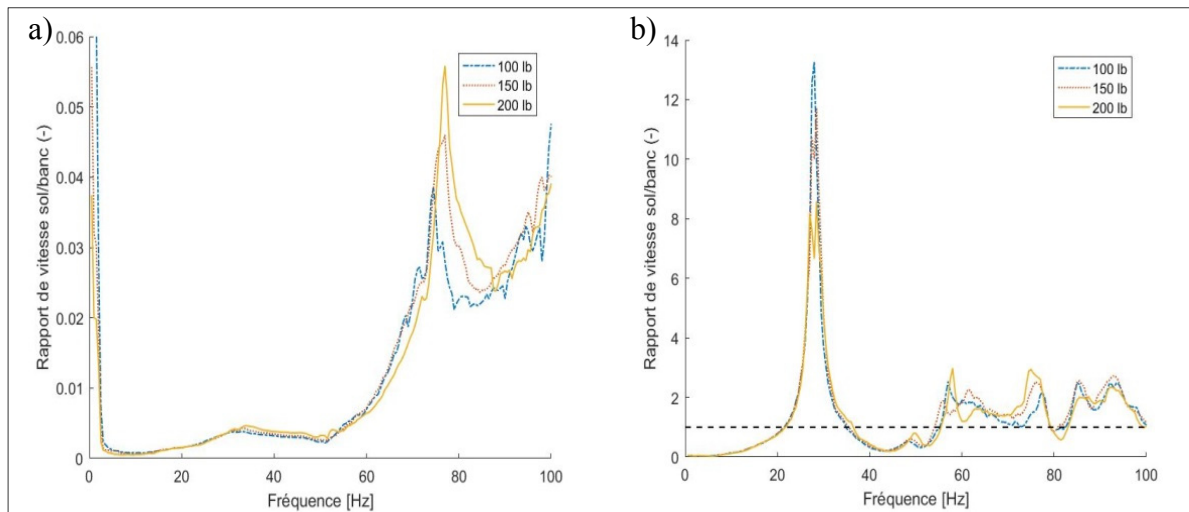 a)
Rapport de vitesse sol/banc (-)
0.06
0.05
0.04
0.03
0.02
0.01
0
100 lb
150 lb
200 lb
0 20 40 60 80 100
Fréquence [Hz]
b)
Rapport de vitesse sol/banc (-)
14
12
10
8
6
4
2
0
100 lb
150 lb
200 lb
0 20 40 60 80 100
Fréquence [Hz]